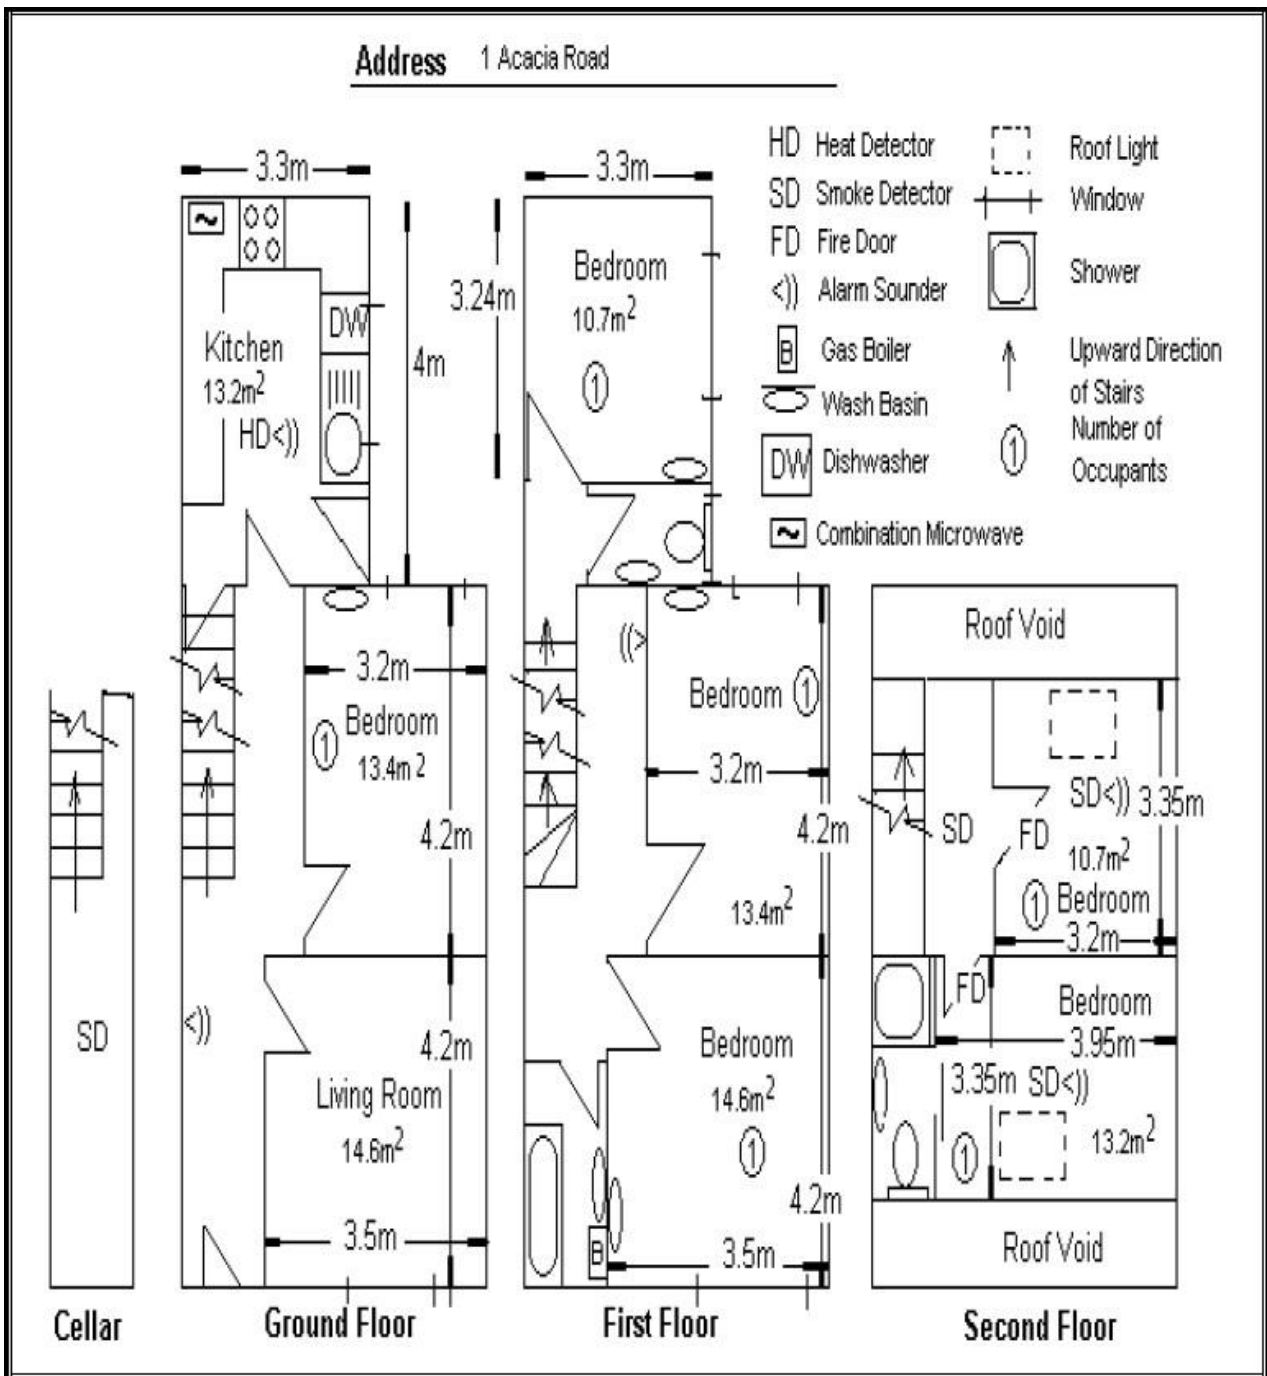 Address 1 Acacia Road
HD Heat Detector
SD Smoke Detector
FD Fire Door
Alarm Sounder
B Gas Boiler
Wash Basin
DW Dishwasher
Combination Microwave
Roof Light
Window
Shower
Upward Direction
of Stairs
1 Number of
Occupants
SD
Cellar
3.3m
DW
Kitchen
13.2m²
HD
4m
3.2m
1 Bedroom
13.4m²
4.2m
4.2m
Living Room
14.6m²
3.5m
Ground Floor
3.3m
3.24m
Bedroom
10.7m²
1
Bedroom 1
3.2m
4.2m
13.4m²
Bedroom
14.6m²
1
4.2m
B
3.5m
First Floor
Roof Void
SD
3.35m
SD
FD
10.7m²
1 Bedroom
3.2m
FD
Bedroom
3.95m
3.35m SD
1
13.2m²
Roof Void
Second Floor